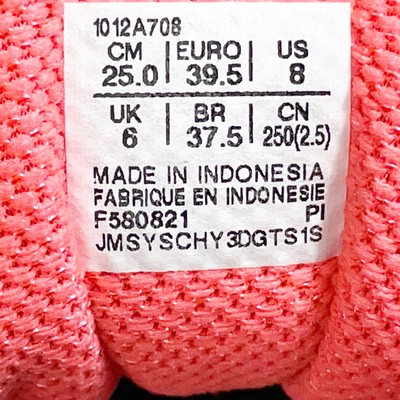 1012A708
CM | EURO | US
25.0 | 39.5 | 8
UK | BR | CN
6 | 37.5 | 250(2.5)
MADE IN INDONESIA
FABRIQUE EN INDONESIE
F580821 PI
JMSYSCHY3DGTS1S